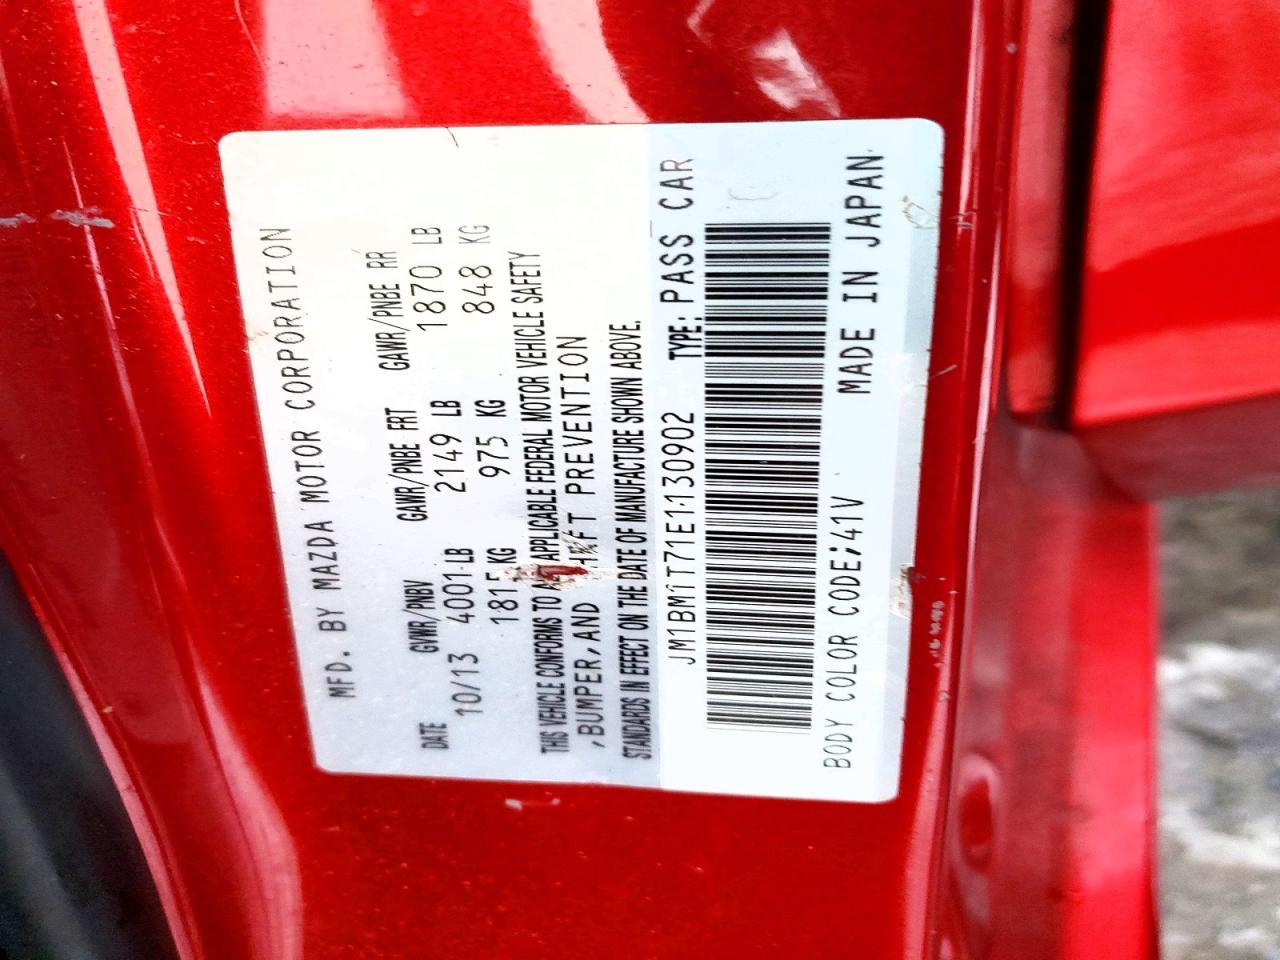 MFD. BY MAZDA MOTOR CORPORATION
DATE GVWR/PNBV GAWR/PNBE FRT GAWR/PNBE RR
10/13 4001 LB 2149 LB 1870 LB
1815 KG 975 KG 848 KG
THIS VEHICLE CONFORMS TO APPLICABLE FEDERAL MOTOR VEHICLE SAFETY
,BUMPER,AND PREVENTION
STANDARDS IN EFFECT ON THE DATE OF MANUFACTURE SHOWN ABOVE.
JM1BM1T71E1130902 TYPE: PASS CAR
BODY COLOR CODE;41V MADE IN JAPAN